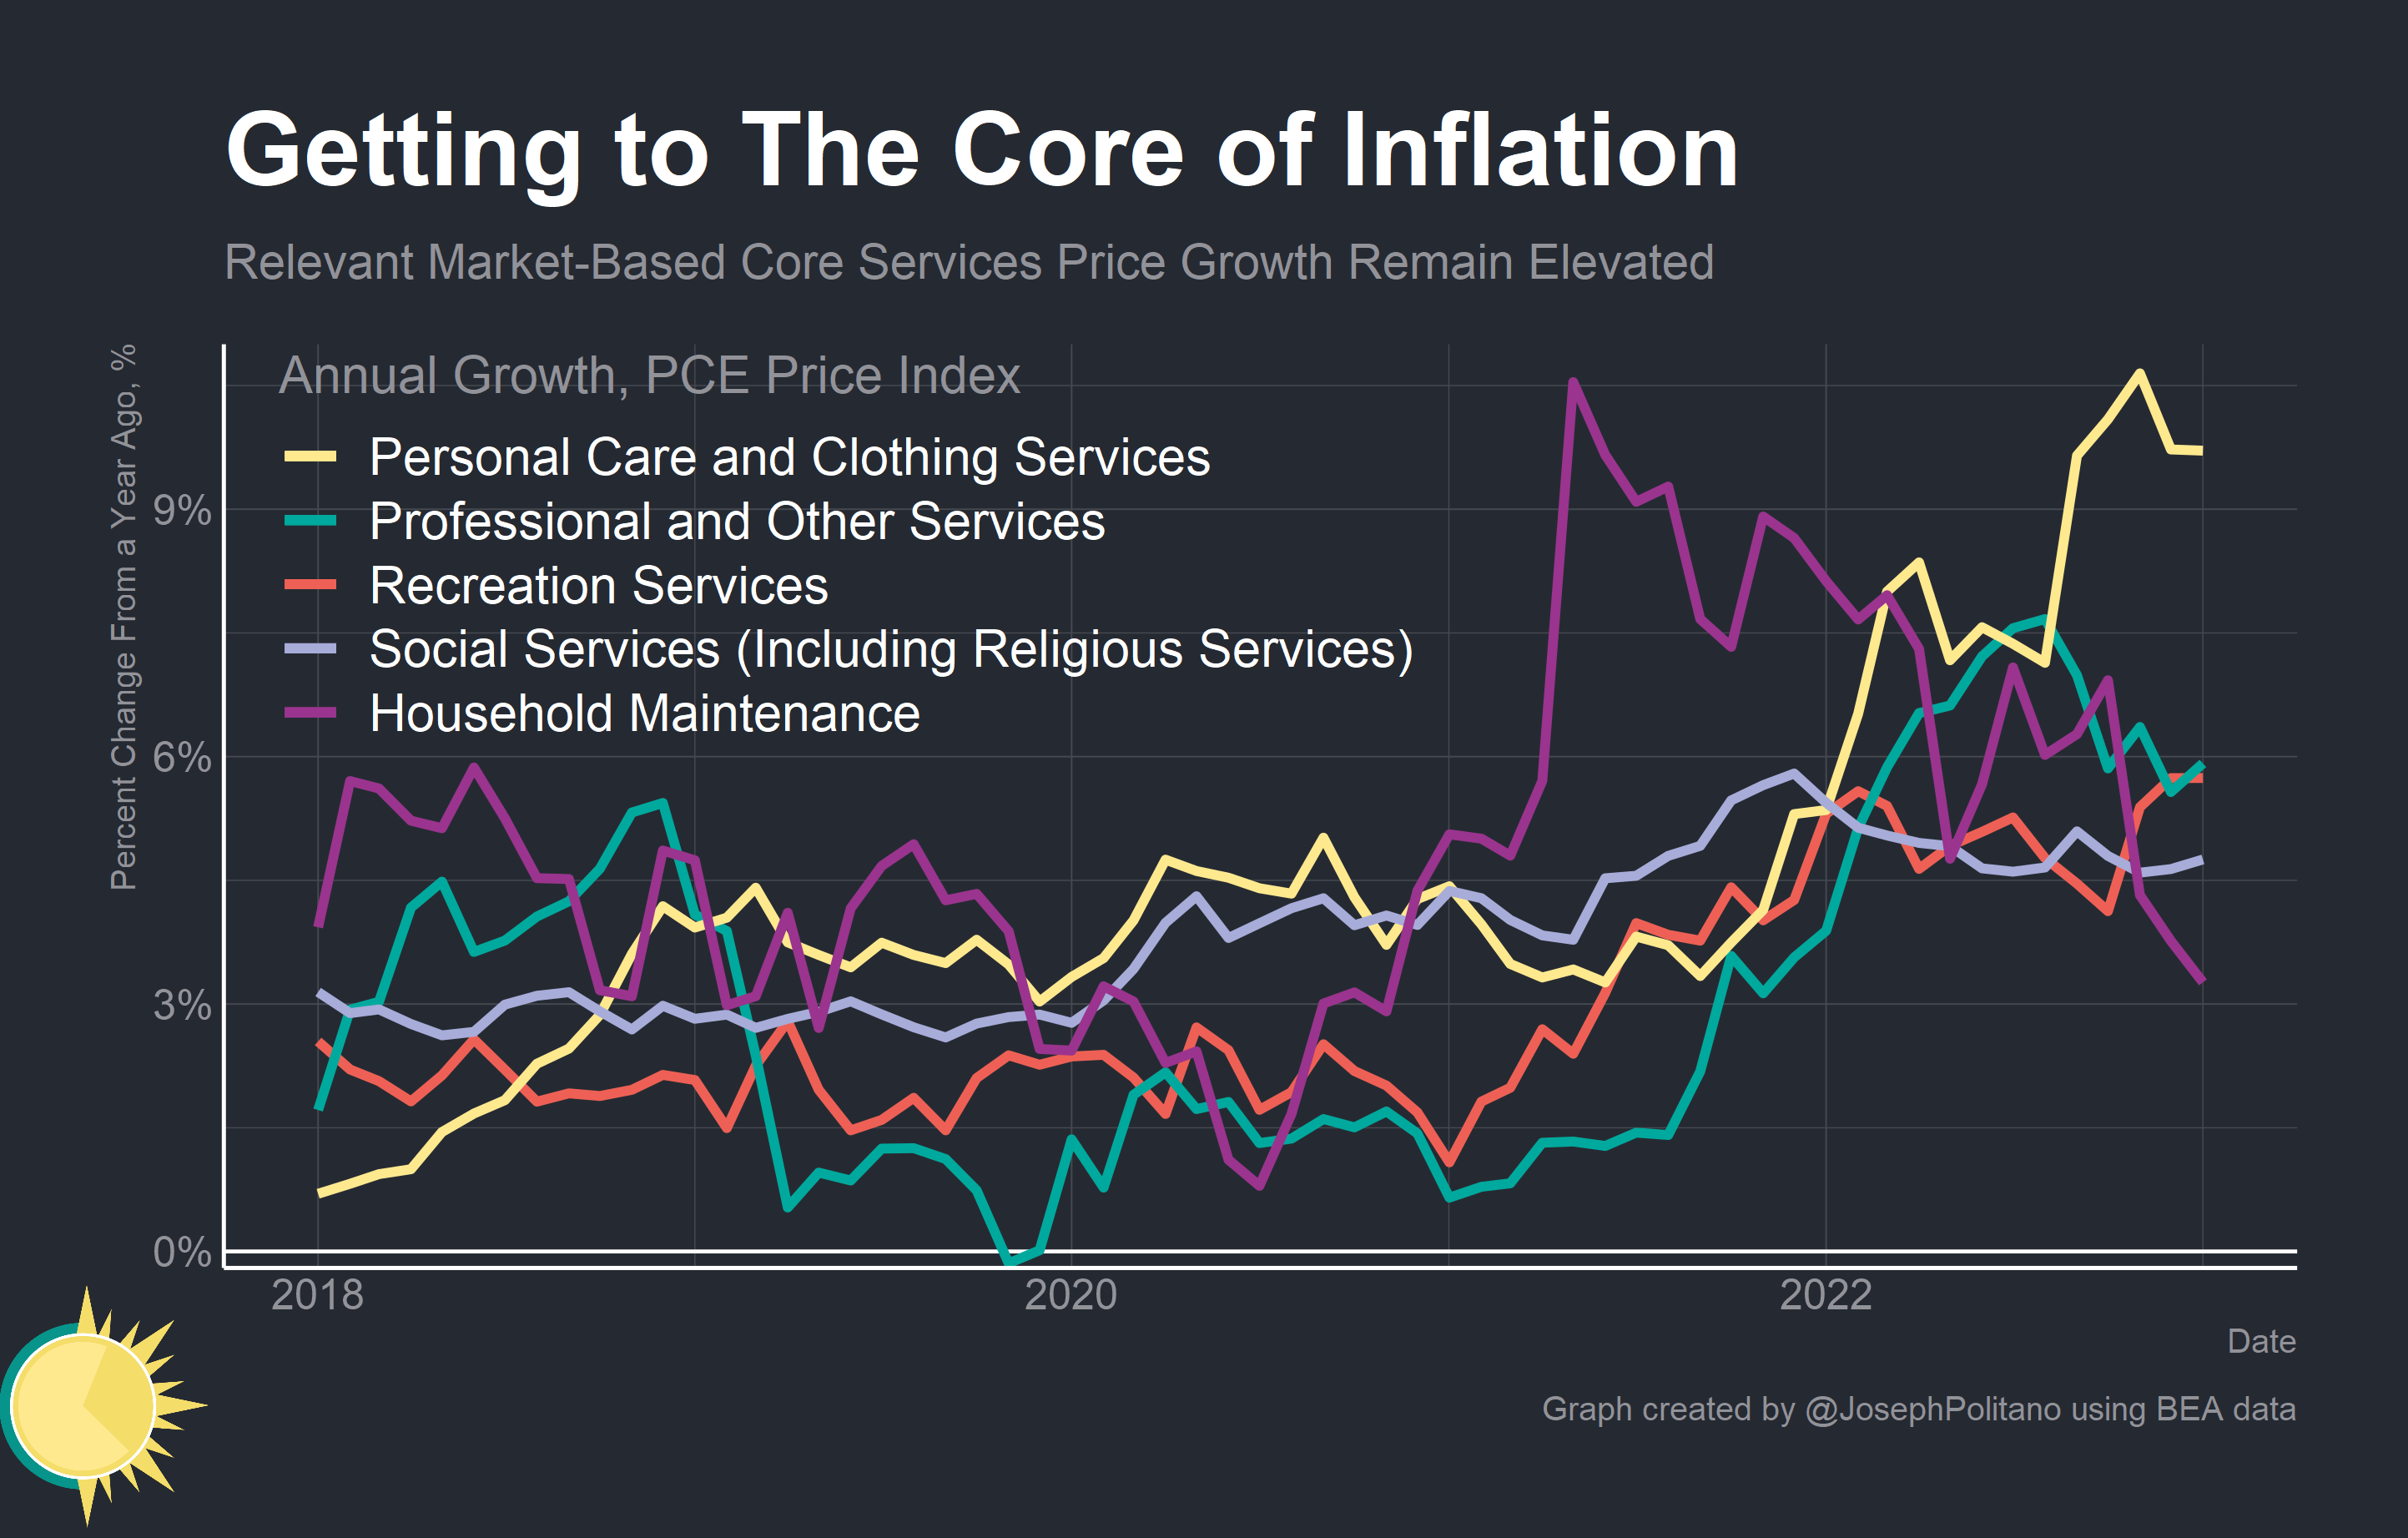 Getting to The Core of Inflation
Relevant Market-Based Core Services Price Growth Remain Elevated
Percent Change From a Year Ago, %
Annual Growth, PCE Price Index
Personal Care and Clothing Services
Professional and Other Services
Recreation Services
Social Services (Including Religious Services)
Household Maintenance
9%
6%
3%
0%
2018
2020
2022
Date
Graph created by @JosephPolitano using BEA data